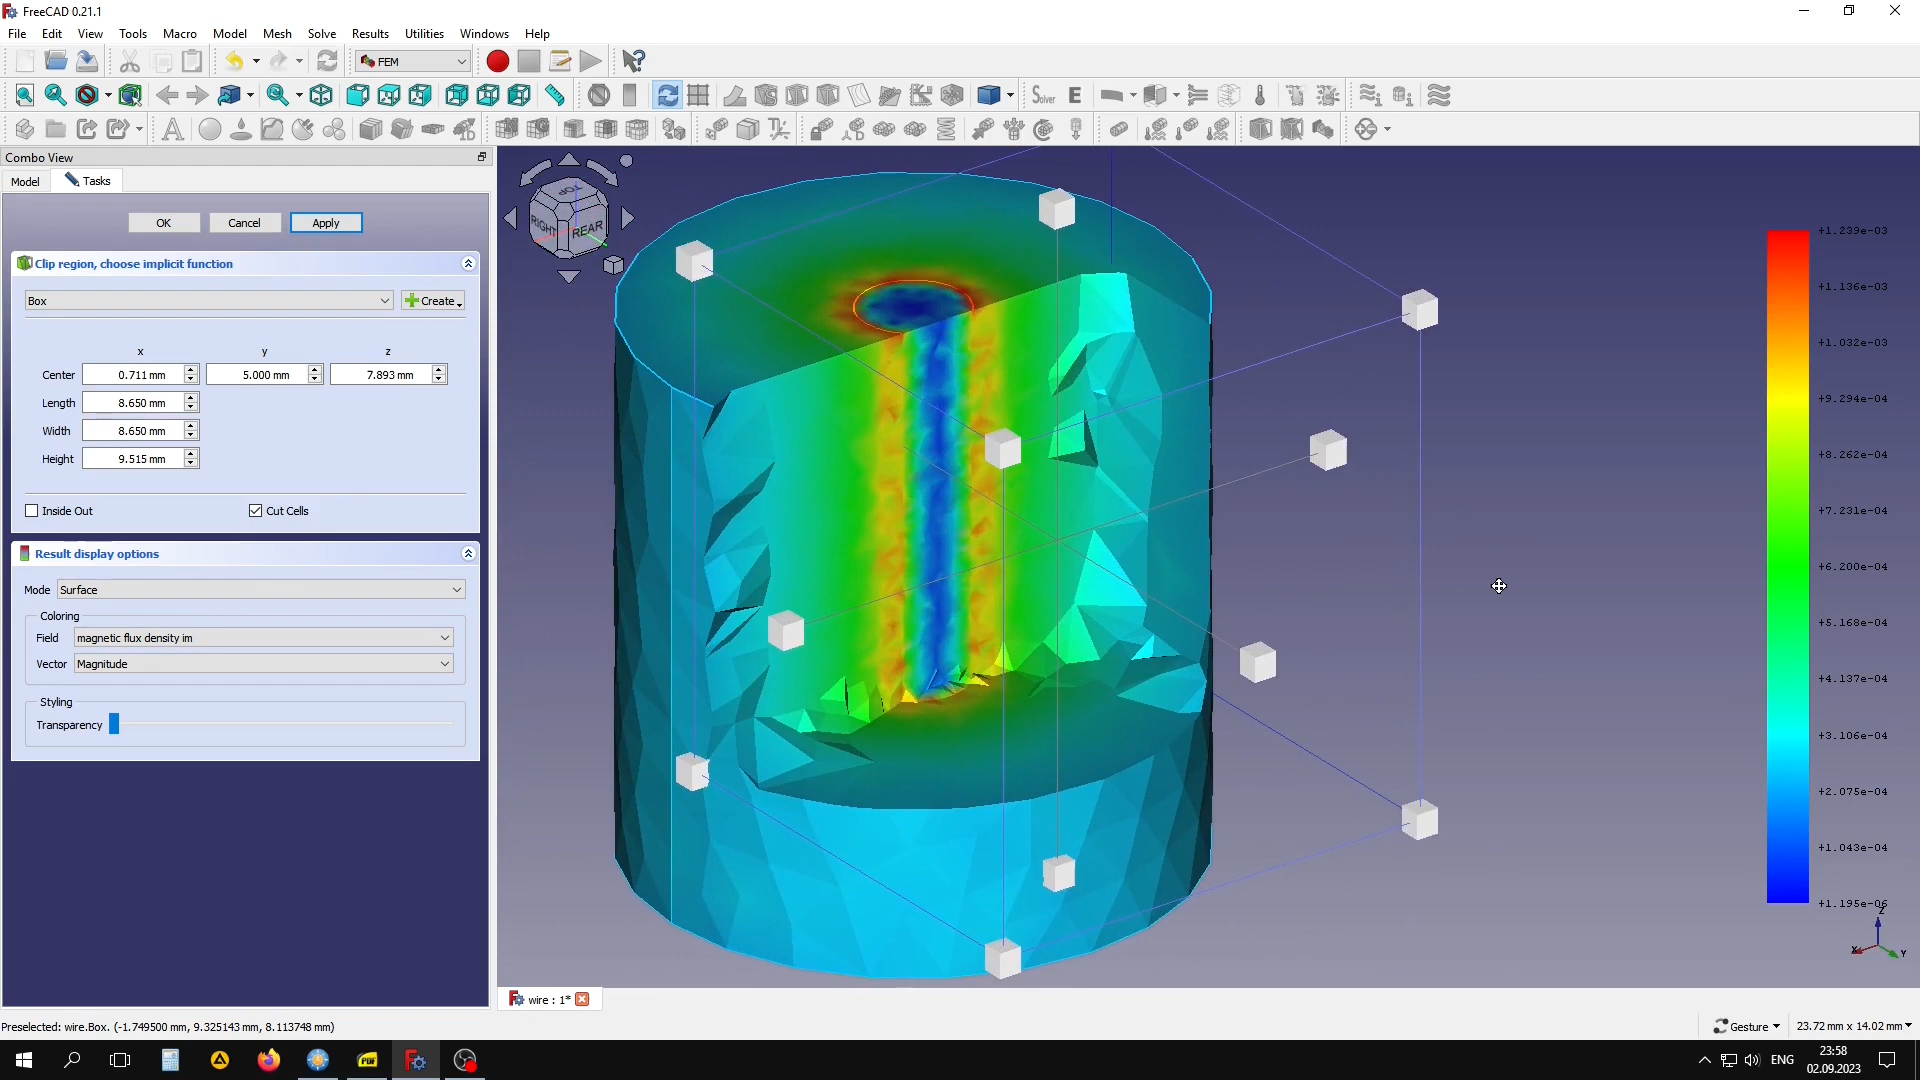 FreeCAD 0.21.1
File Edit View Tools Macro Model Mesh Solve Results Utilities Windows Help
FEM
Solver E
Combo View
Model Tasks
OK Cancel Apply
Clip region, choose implicit function
Box Create
x y z
Center 0.711 mm 5.000 mm 7.893 mm
Length 8.650 mm
Width 8.650 mm
Height 9.515 mm
Inside Out Cut Cells
Result display options
Mode Surface
Coloring
Field magnetic flux density im
Vector Magnitude
Styling
Transparency
TOP
RIGHT REAR
+1.239e-03
+1.136e-03
+1.032e-03
+9.294e-04
+8.262e-04
+7.231e-04
+6.200e-04
+5.168e-04
+4.137e-04
+3.106e-04
+2.075e-04
+1.043e-04
+1.195e-06
Z
X Y
wire : 1*
Preselected: wire.Box. (-1.749500 mm, 9.325143 mm, 8.113748 mm)
Gesture 23.72 mm x 14.02 mm
PDF
ENG 23:58
02.09.2023